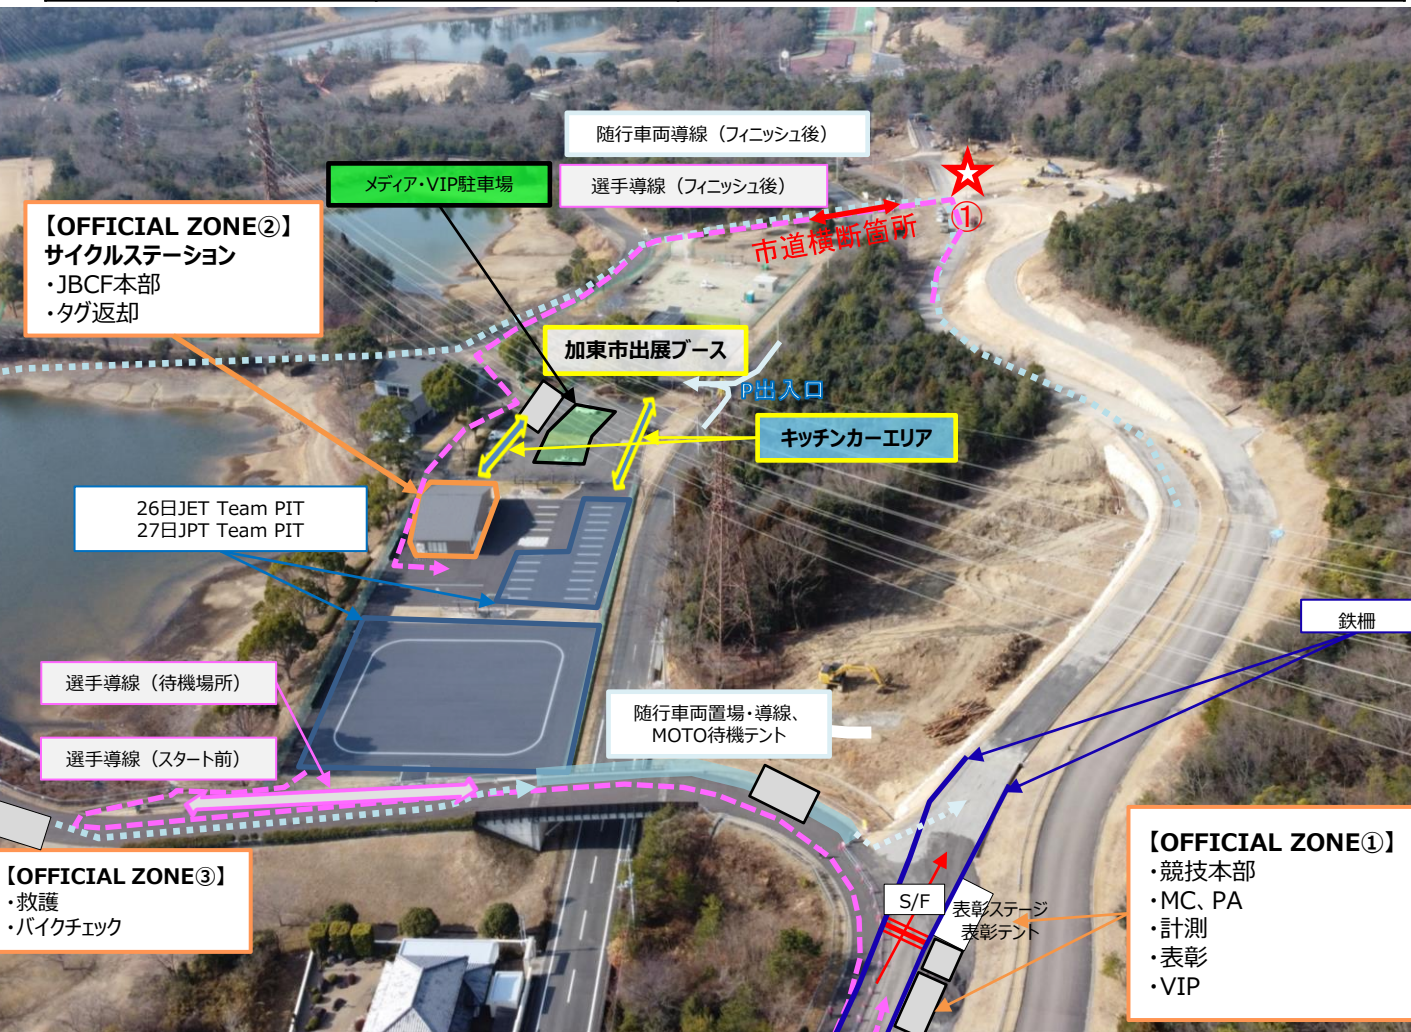 随行車両導線（フィニッシュ後）
メディア・VIP駐車場
選手導線（フィニッシュ後）
①
市道横断箇所
【OFFICIAL ZONE②】
サイクルステーション
・JBCF本部
・タグ返却
加東市出展ブース
P出入口
キッチンカーエリア
26日JET Team PIT
27日JPT Team PIT
鉄柵
選手導線（待機場所）
随行車両置場・導線、
MOTO待機テント
選手導線（スタート前）
【OFFICIAL ZONE③】
・救護
・バイクチェック
S/F
表彰ステージ
表彰テント
【OFFICIAL ZONE①】
・競技本部
・MC、PA
・計測
・表彰
・VIP